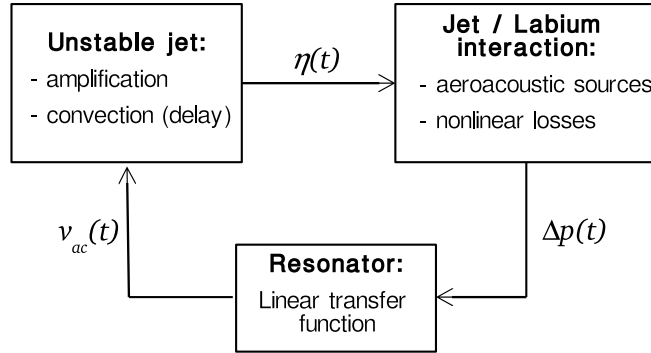 Unstable jet:
- amplification
- convection (delay)
η(t)
Jet / Labium
interaction:
- aeroacoustic sources
- nonlinear losses
v_ac(t)
Δp(t)
Resonator:
Linear transfer
function